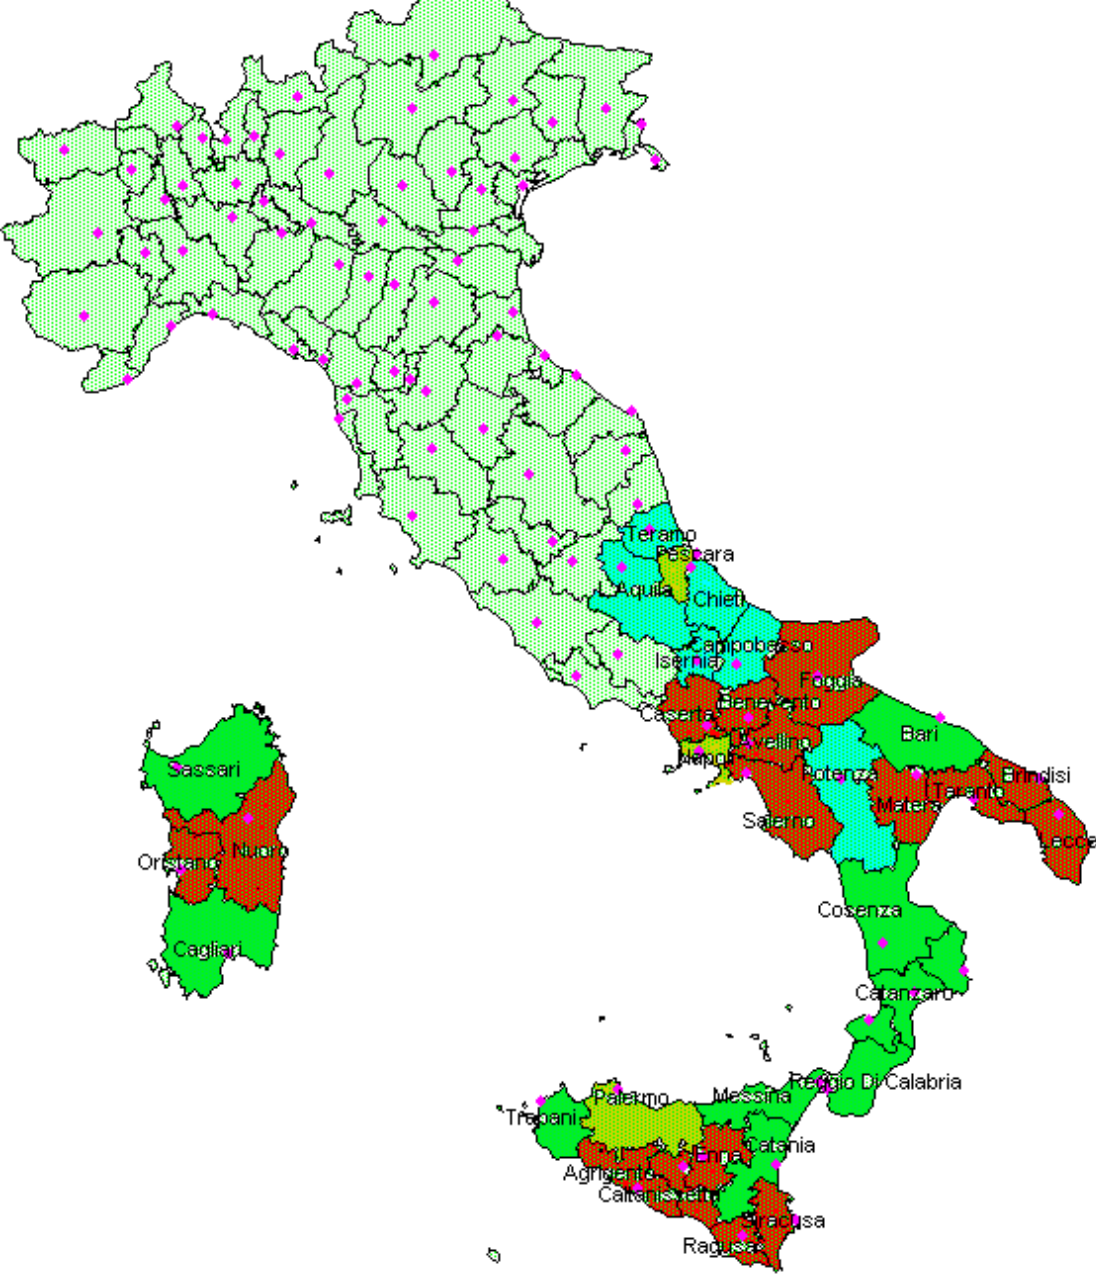 Teramo
Pescara
L'Aquila
Chieti
Campobasso
Isernia
Foggia
Benevento
Caserta
Bari
Avellino
Napoli
Sassari
Potenza
Brindisi
Taranto
Matera
Salerno
Lecce
Nuoro
Oristano
Cosenza
Cagliari
Catanzaro
Reggio Di Calabria
Messina
Palermo
Trapani
Catania
Enna
Agrigento
Caltanissetta
Siracusa
Ragusa